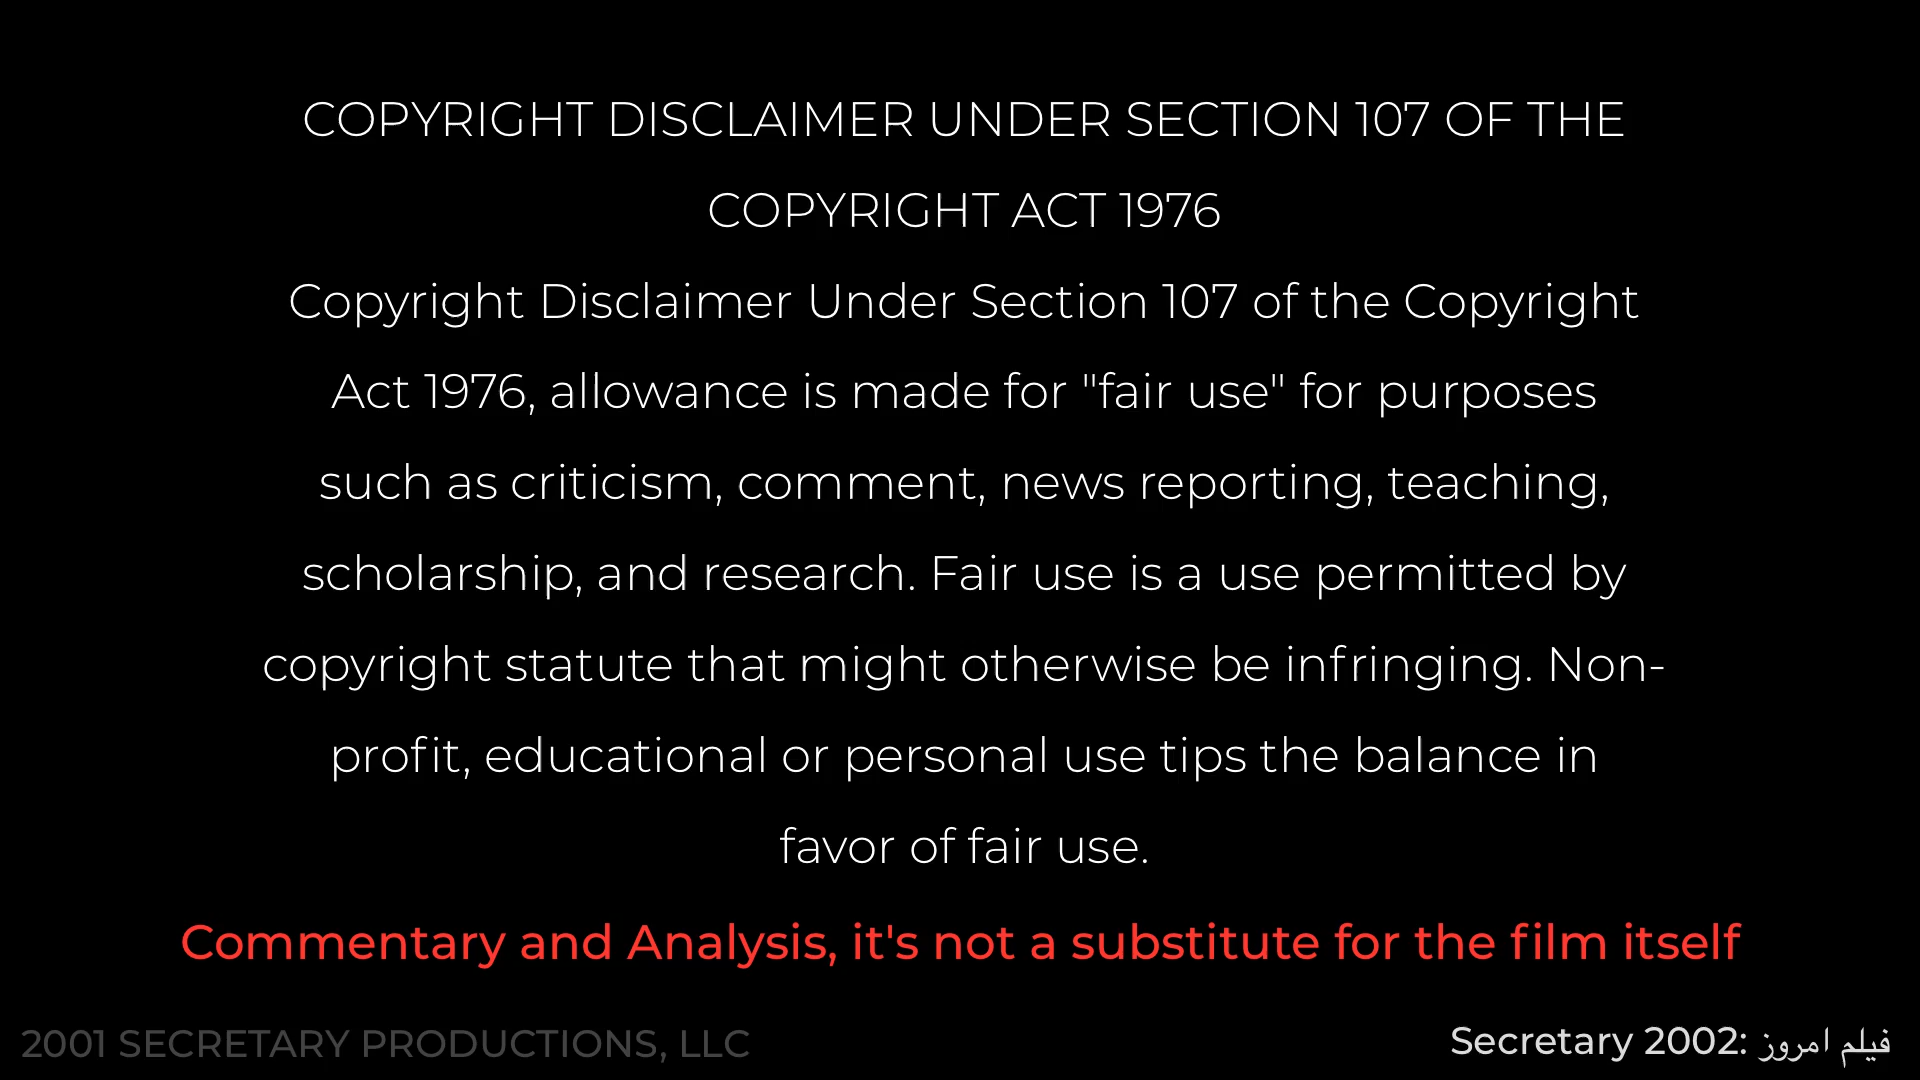 COPYRIGHT DISCLAIMER UNDER SECTION 107 OF THE
COPYRIGHT ACT 1976
Copyright Disclaimer Under Section 107 of the Copyright
Act 1976, allowance is made for "fair use" for purposes
such as criticism, comment, news reporting, teaching,
scholarship, and research. Fair use is a use permitted by
copyright statute that might otherwise be infringing. Non-
profit, educational or personal use tips the balance in
favor of fair use.
Commentary and Analysis, it's not a substitute for the film itself
2001 SECRETARY PRODUCTIONS, LLC
Secretary 2002: فیلم امروز